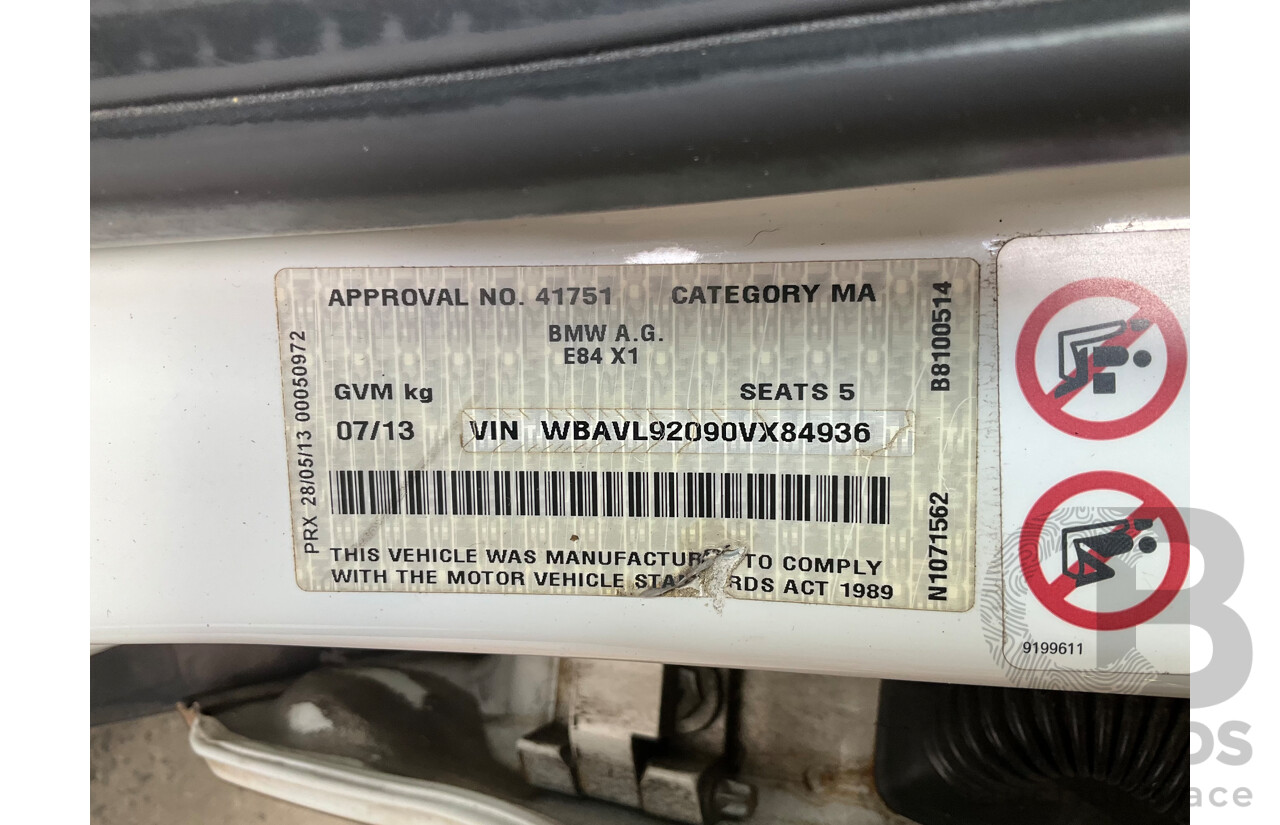 APPROVAL NO. 41751 CATEGORY MA
BMW A.G.
E84 X1
GVM kg SEATS 5
07/13 VIN WBAVL92090VX84936
THIS VEHICLE WAS MANUFACTURED TO COMPLY
WITH THE MOTOR VEHICLE STANDARDS ACT 1989
PRX 28/05/13 00050972
B8100514
N1071562
9199611